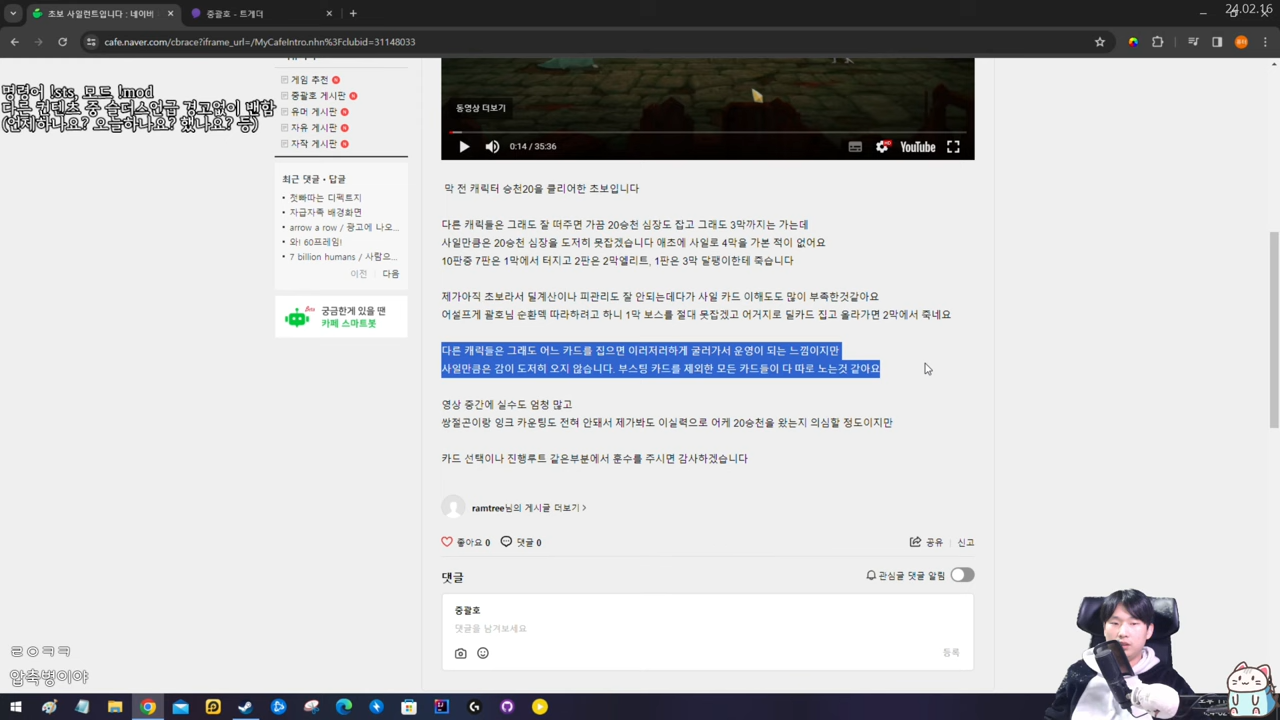 24.02.16
초보 사일런트입니다 : 네이버
중괄호 - 트게더
cafe.naver.com/cbrace?iframe_url=/MyCafeIntro.nhn%3Fclubid=31148033
명령어 !sts, 모드 !mod
다른 컨텐츠 중 슬더스언급 경고없이 밴함
(언제하나요? 오늘하나요? 했나요? 등)
게임 추천
중괄호 게시판
유머 게시판
자유 게시판
자작 게시판
최근 댓글 • 답글
첫빠따는 디펙트지
자급자족 배경화면
arrow a row / 광고에 나오...
와! 60프레임!
7 billion humans / 사람으...
이전 다음
궁금한게 있을 땐
카페 스마트봇
동영상 더보기
0:14 / 35:36
YouTube
막 전 캐릭터 승천20을 클리어한 초보입니다
다른 캐릭들은 그래도 잘 떠주면 가끔 20승천 심장도 잡고 그래도 3막까지는 가는데
사일만큼은 20승천 심장을 도저히 못잡겠습니다 애초에 사일로 4막을 가본 적이 없어요
10판중 7판은 1막에서 터지고 2판은 2막엘리트, 1판은 3막 달팽이한테 죽습니다
제가아직 초보라서 딜계산이나 피관리도 잘 안되는데다가 사일 카드 이해도도 많이 부족한것같아요
어설프게 괄호님 순환덱 따라하려고 하니 1막 보스를 절대 못잡겠고 어거지로 딜카드 집고 올라가면 2막에서 죽네요
다른 캐릭들은 그래도 어느 카드를 집으면 이러저러하게 굴러가서 운영이 되는 느낌이지만
사일만큼은 감이 도저히 오지 않습니다. 부스팅 카드를 제외한 모든 카드들이 다 따로 노는것 같아요
영상 중간에 실수도 엄청 많고
쌍절곤이랑 잉크 카운팅도 전혀 안돼서 제가봐도 이실력으로 어케 20승천을 왔는지 의심할 정도이지만
카드 선택이나 진행루트 같은부분에서 훈수를 주시면 감사하겠습니다
ramtree님의 게시글 더보기
좋아요 0 댓글 0
공유 신고
댓글
관심글 댓글 알림
중괄호
댓글을 남겨보세요
등록
ㄹㅇㅋㅋ
압축병이야